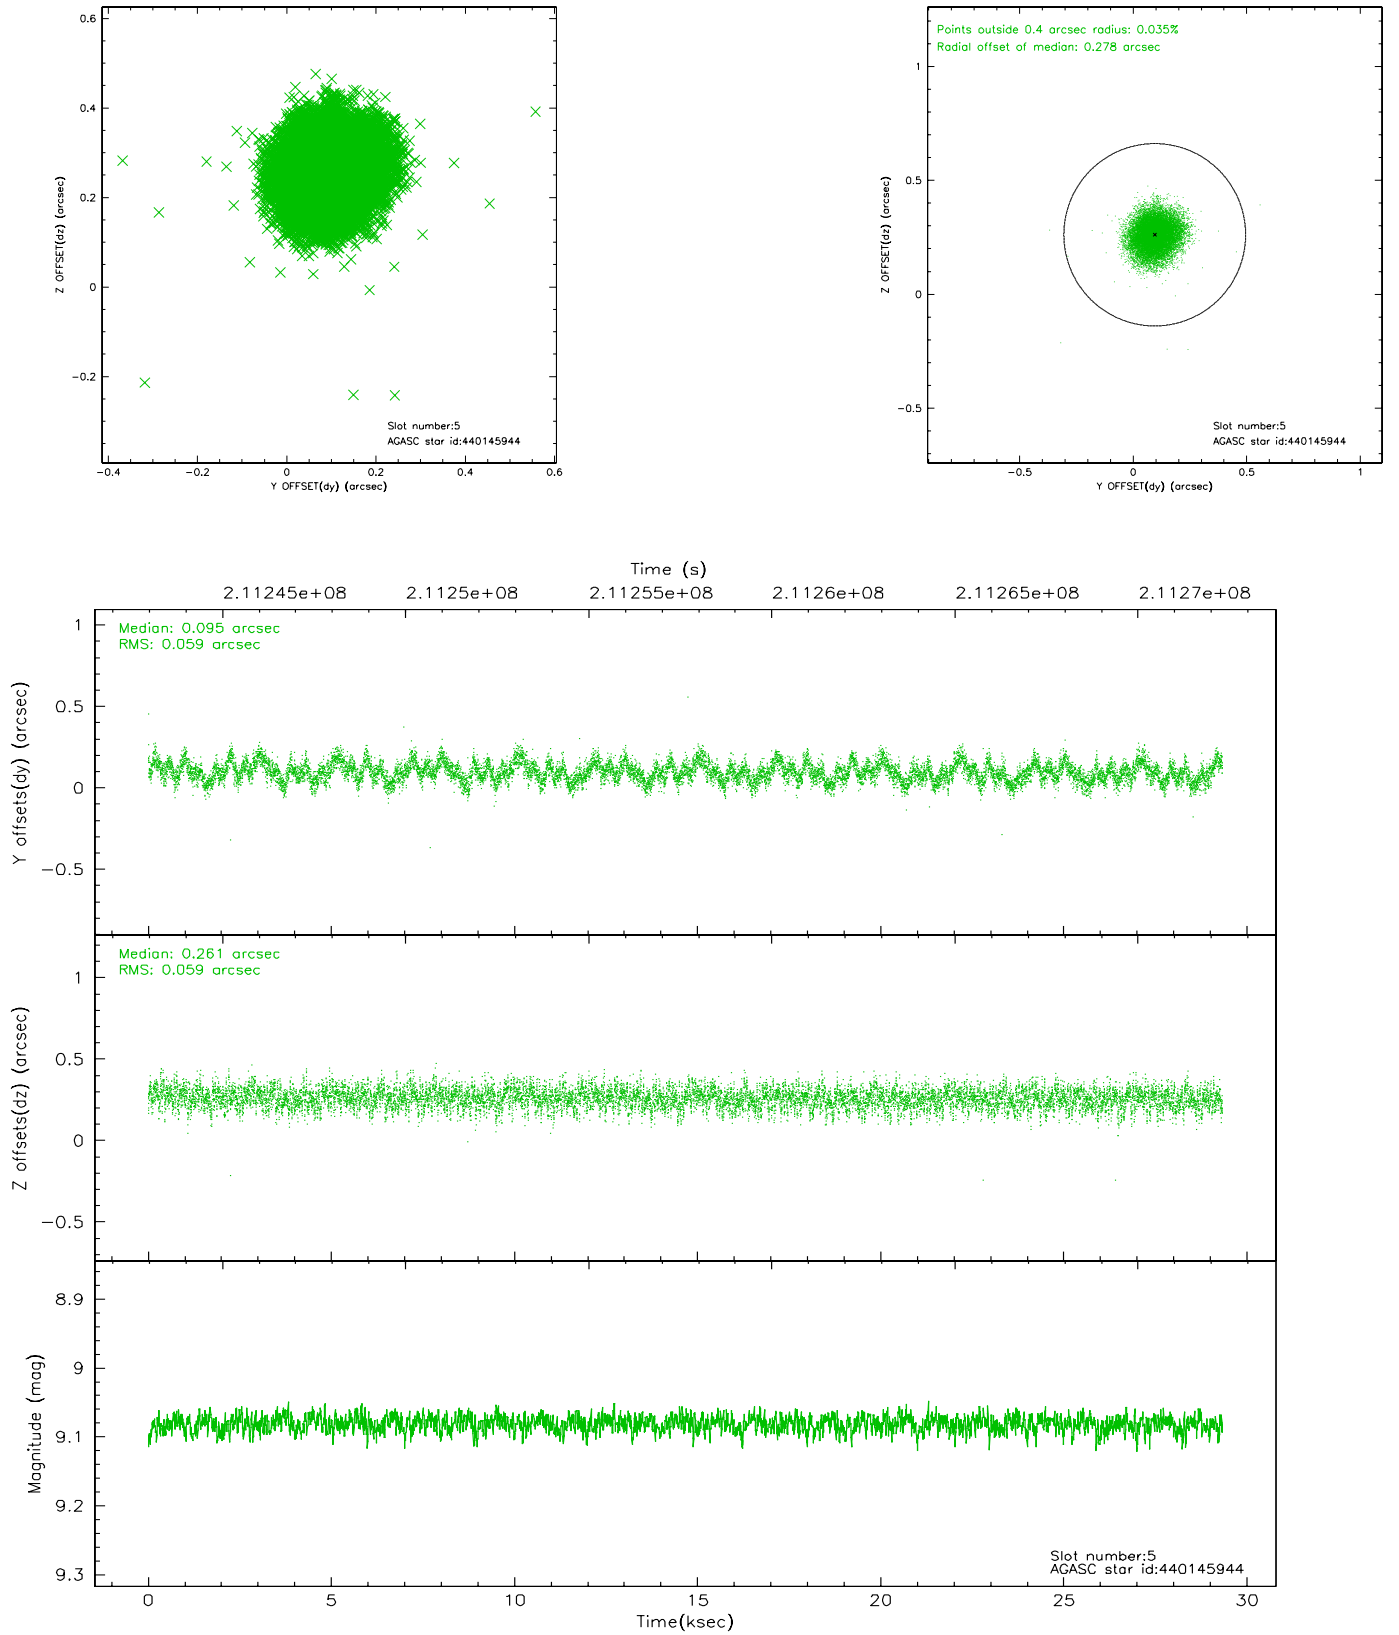 0.6
0.4
0.2
0
−0.2
−0.4
−0.2
0
0.2
0.4
0.6
Z OFFSET(dz) (arcsec)
Y OFFSET(dy) (arcsec)
Slot number:5
AGASC star id:440145944
Points outside 0.4 arcsec radius: 0.035%
Radial offset of median: 0.278 arcsec
1
0.5
0
−0.5
−0.5
0
0.5
1
Z OFFSET(dz) (arcsec)
Y OFFSET(dy) (arcsec)
Slot number:5
AGASC star id:440145944
Time (s)
2.11245e+08
2.1125e+08
2.11255e+08
2.1126e+08
2.11265e+08
2.1127e+08
Median: 0.095 arcsec
RMS: 0.059 arcsec
1
0.5
0
−0.5
Y offsets(dy) (arcsec)
Median: 0.261 arcsec
RMS: 0.059 arcsec
1
0.5
0
−0.5
Z offsets(dz) (arcsec)
8.9
9
9.1
9.2
9.3
Magnitude (mag)
Slot number:5
AGASC star id:440145944
0
5
10
15
20
25
30
Time(ksec)